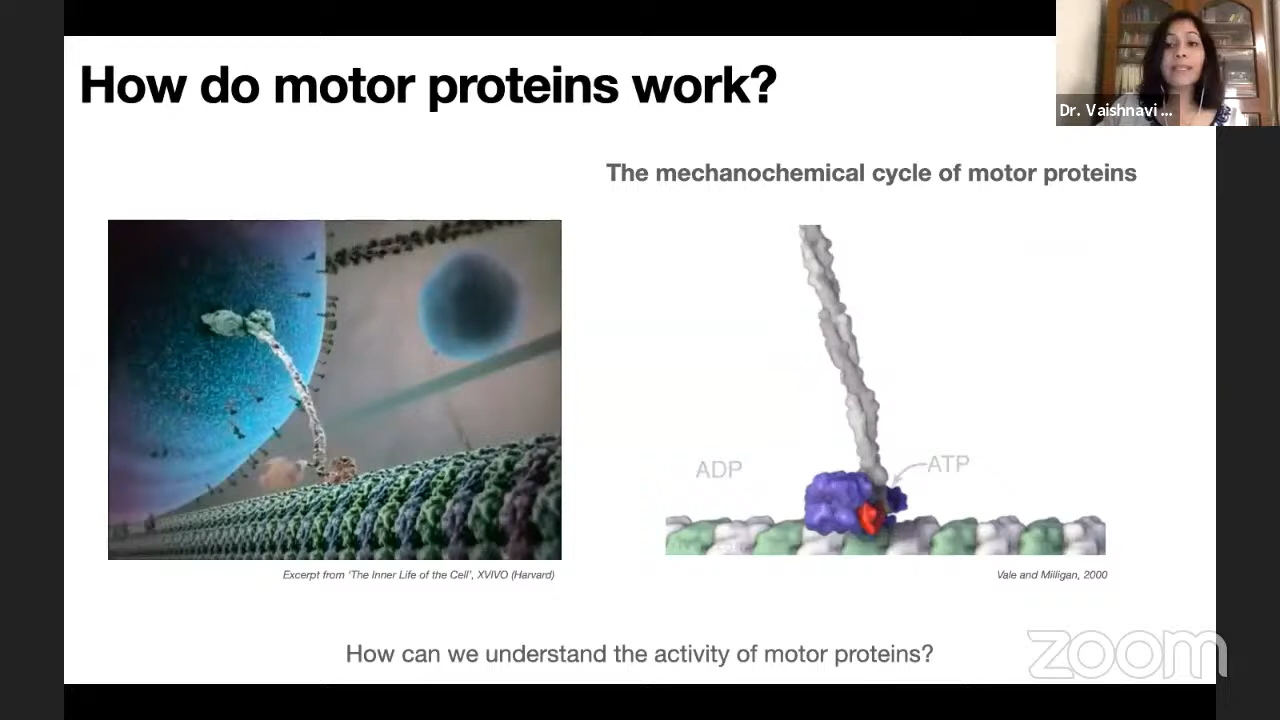 How do motor proteins work?
Dr. Vaishnavi ...
The mechanochemical cycle of motor proteins
ADP
ATP
Excerpt from 'The Inner Life of the Cell', XVIVO (Harvard)
Vale and Milligan, 2000
How can we understand the activity of motor proteins?
zoom